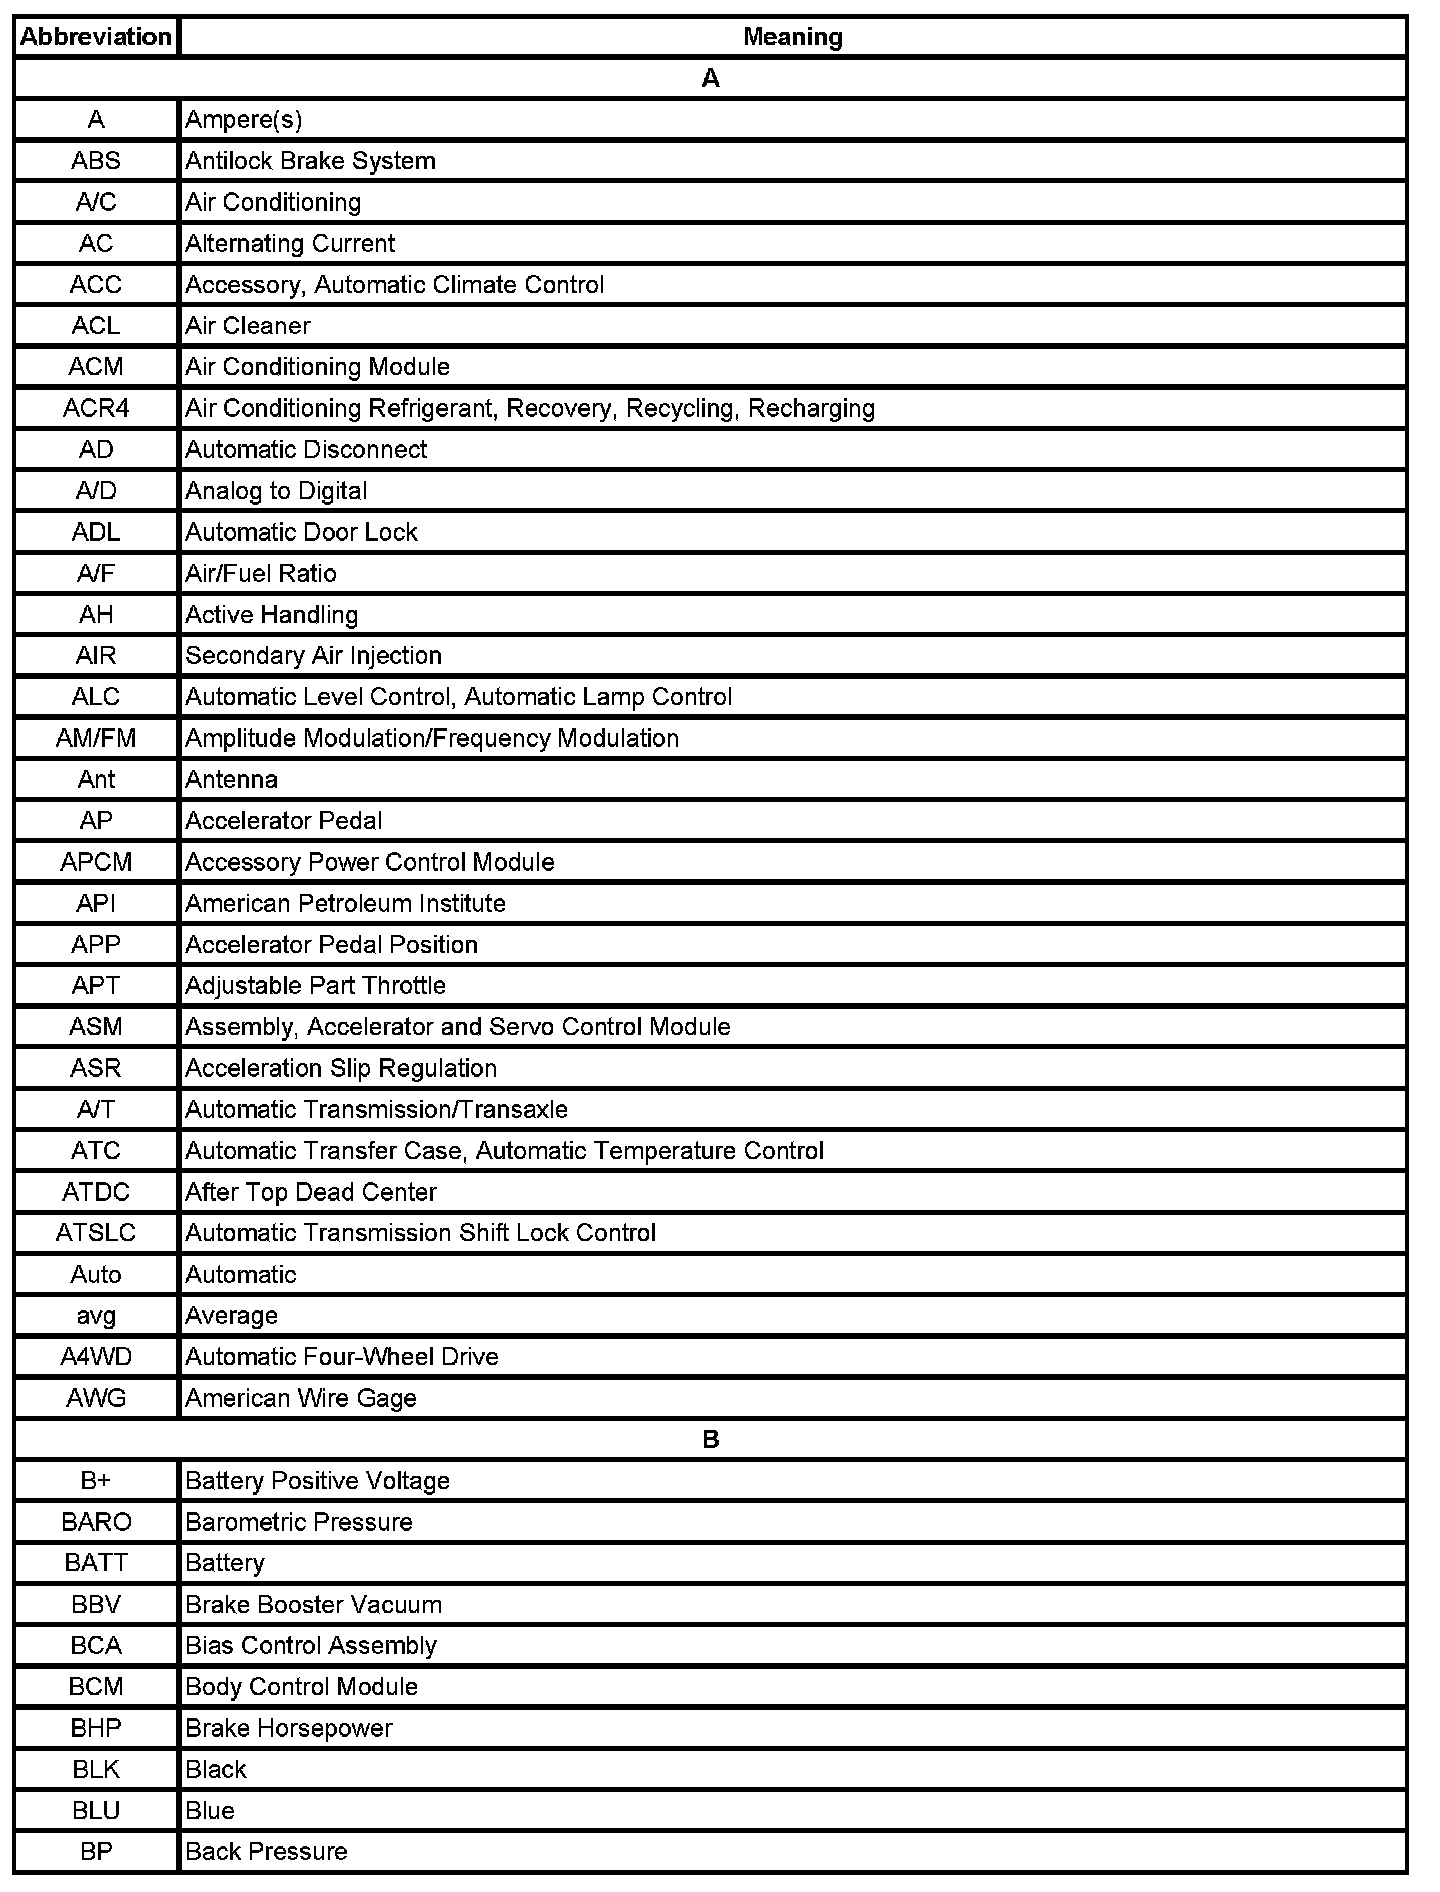 Abbreviation Meaning
A
A Ampere(s)
ABS Antilock Brake System
A/C Air Conditioning
AC Alternating Current
ACC Accessory, Automatic Climate Control
ACL Air Cleaner
ACM Air Conditioning Module
ACR4 Air Conditioning Refrigerant, Recovery, Recycling, Recharging
AD Automatic Disconnect
A/D Analog to Digital
ADL Automatic Door Lock
A/F Air/Fuel Ratio
AH Active Handling
AIR Secondary Air Injection
ALC Automatic Level Control, Automatic Lamp Control
AM/FM Amplitude Modulation/Frequency Modulation
Ant Antenna
AP Accelerator Pedal
APCM Accessory Power Control Module
API American Petroleum Institute
APP Accelerator Pedal Position
APT Adjustable Part Throttle
ASM Assembly, Accelerator and Servo Control Module
ASR Acceleration Slip Regulation
A/T Automatic Transmission/Transaxle
ATC Automatic Transfer Case, Automatic Temperature Control
ATDC After Top Dead Center
ATSLC Automatic Transmission Shift Lock Control
Auto Automatic
avg Average
A4WD Automatic Four-Wheel Drive
AWG American Wire Gage
B
B+ Battery Positive Voltage
BARO Barometric Pressure
BATT Battery
BBV Brake Booster Vacuum
BCA Bias Control Assembly
BCM Body Control Module
BHP Brake Horsepower
BLK Black
BLU Blue
BP Back Pressure